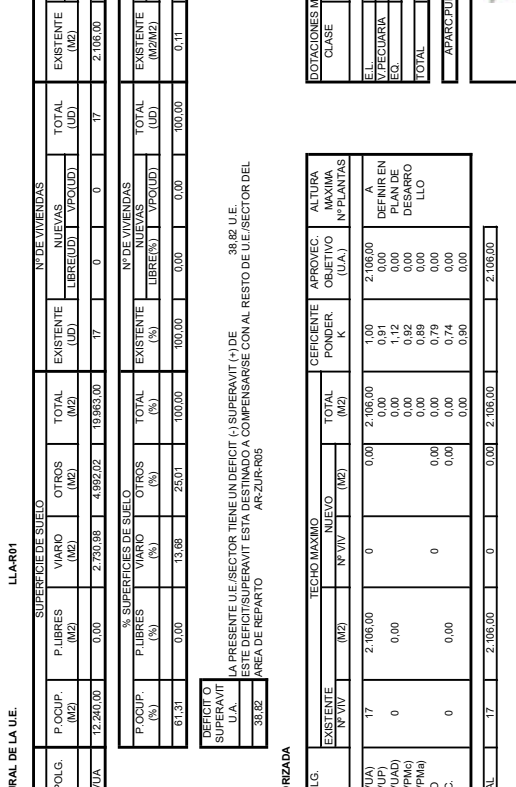 RAL DE LA U.E. LLA-R01
POLG. SUPERFICIE DE SUELO Nº DE VIVIENDAS
P.OCUP. (M2) P.LIBRES (M2) VIARIO (M2) OTROS (M2) TOTAL (M2) EXISTENTE (UD) NUEVAS LIBRE(UD) VPO(UD) TOTAL (UD) EXISTENTE (M2)
/UA 12.240,00 0,00 2.730,98 4.992,02 19.963,00 17 0 0 17 2.106,00
% SUPERFICIES DE SUELO Nº DE VIVIENDAS
P.OCUP. (%) P.LIBRES (%) VIARIO (%) OTROS (%) TOTAL (%) EXISTENTE (%) NUEVAS LIBRE(%) VPO(UD) TOTAL (UD) EXISTENTE (M2/M2)
61,31 0,00 13,68 25,01 100,00 100,00 0,00 0,00 100,00 0,11
DEFICIT O
SUPERAVIT
U.A. LA PRESENTE U.E./SECTOR TIENE UN DEFICIT (-) SUPERAVIT (+) DE 38,82 U.E.
ESTE DEFICIT/SUPERAVIT ESTA DESTINADO A COMPENSARSE CON AL RESTO DE U.E./SECTOR DEL
38,82 AREA DE REPARTO AR-ZUR-R05
ORIZADA
LG. TECHO MAXIMO CEFICIENTE PONDER. K APROVEC. OBJETIVO (U.A.) ALTURA MAXIMA Nº PLANTAS
EXISTENTE NUEVO TOTAL (M2)
Nº VIV (M2) Nº VIV (M2)
/UA) 17 2.106,00 0 0,00 2.106,00 1,00 2.106,00 A
/UP) 0,00 0,91 0,00 DEFINIR EN
/UAD) 0 0,00 0,00 1,12 0,00 PLAN DE
/PMc) 0,00 0,92 0,00 DESARRO
/PMa) 0,00 0,89 0,00 LLO
O 0 0,00 0,00 0,79 0,00
C. 0 0,00 0,00 0,00 0,74 0,00
0,00 0,90 0,00
AL 17 2.106,00 0 0,00 2.106,00 2.106,00
DOTACIONES M
CLASE
E.L.
V.PECUARIA
EQ.
TOTAL
APARC.PU